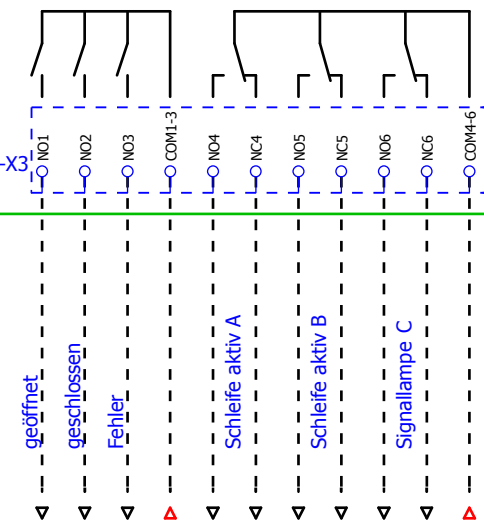 -X3
NO1
NO2
NO3
COM1-3
NO4
NC4
NO5
NC5
NO6
NC6
COM4-6
geöffnet
geschlossen
Fehler
Schleife aktiv A
Schleife aktiv B
Signallampe C